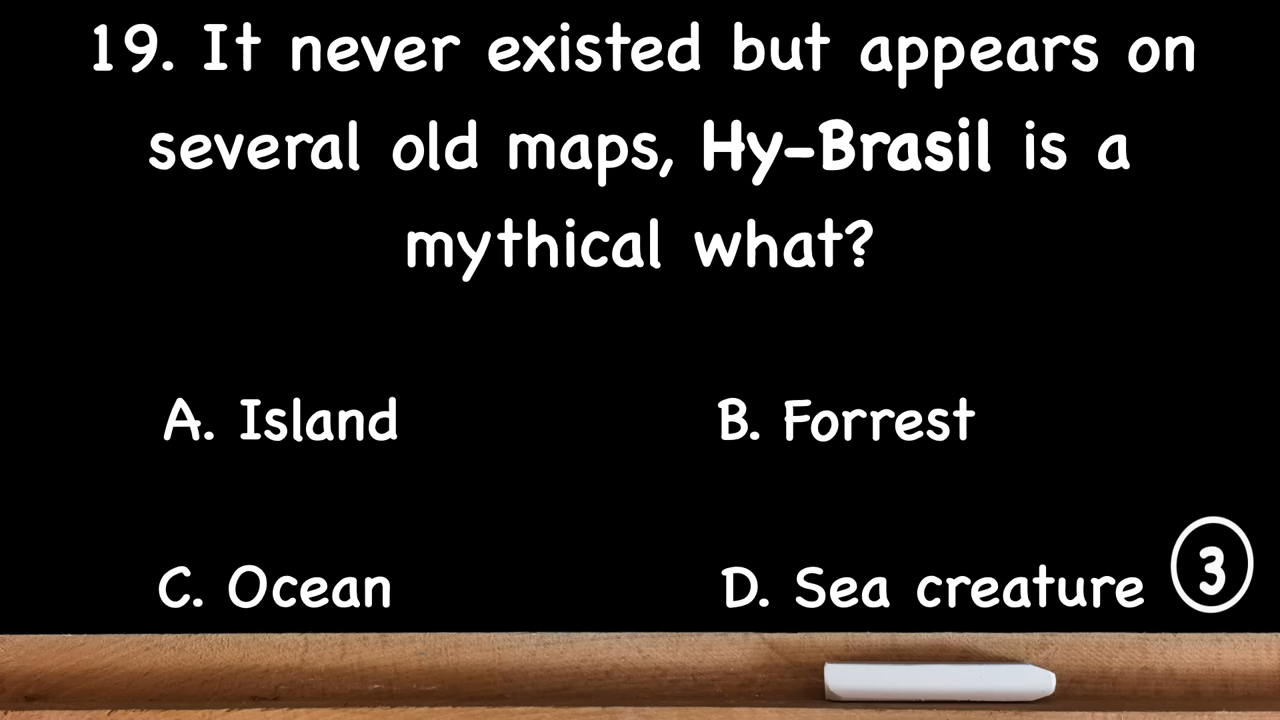 19. It never existed but appears on
several old maps, Hy-Brasil is a
mythical what?
A. Island
B. Forrest
C. Ocean
D. Sea creature
3